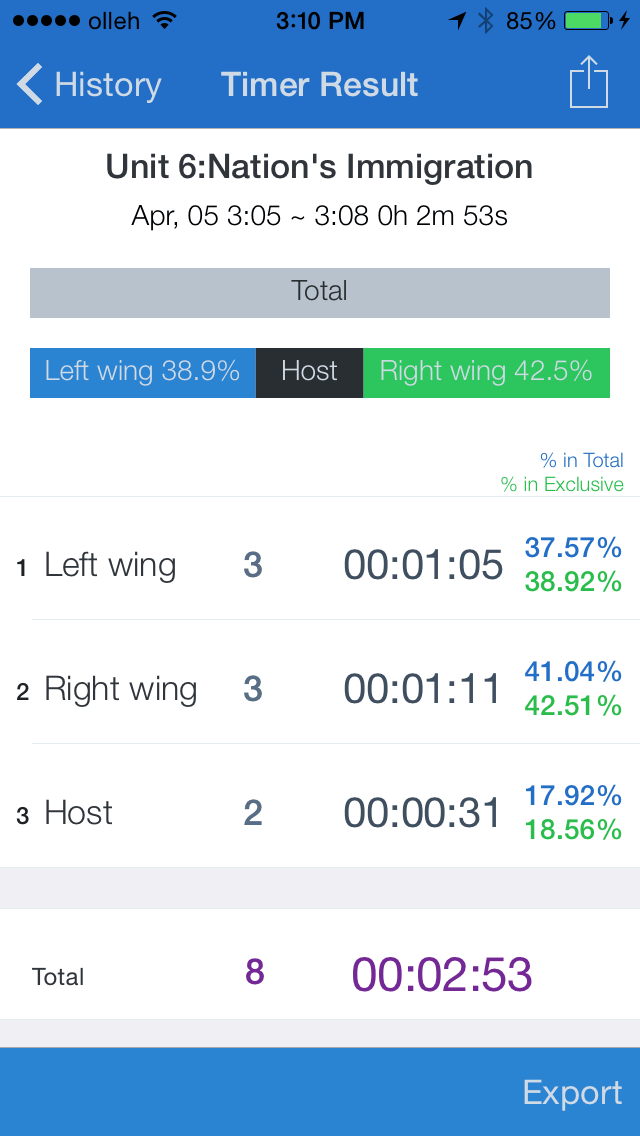 olleh 3:10 PM 85%
History Timer Result
Unit 6:Nation's Immigration
Apr, 05 3:05 ~ 3:08 0h 2m 53s
Total
Left wing 38.9% Host Right wing 42.5%
% in Total
% in Exclusive
1 Left wing 3 00:01:05 37.57%
38.92%
2 Right wing 3 00:01:11 41.04%
42.51%
3 Host 2 00:00:31 17.92%
18.56%
Total 8 00:02:53
Export